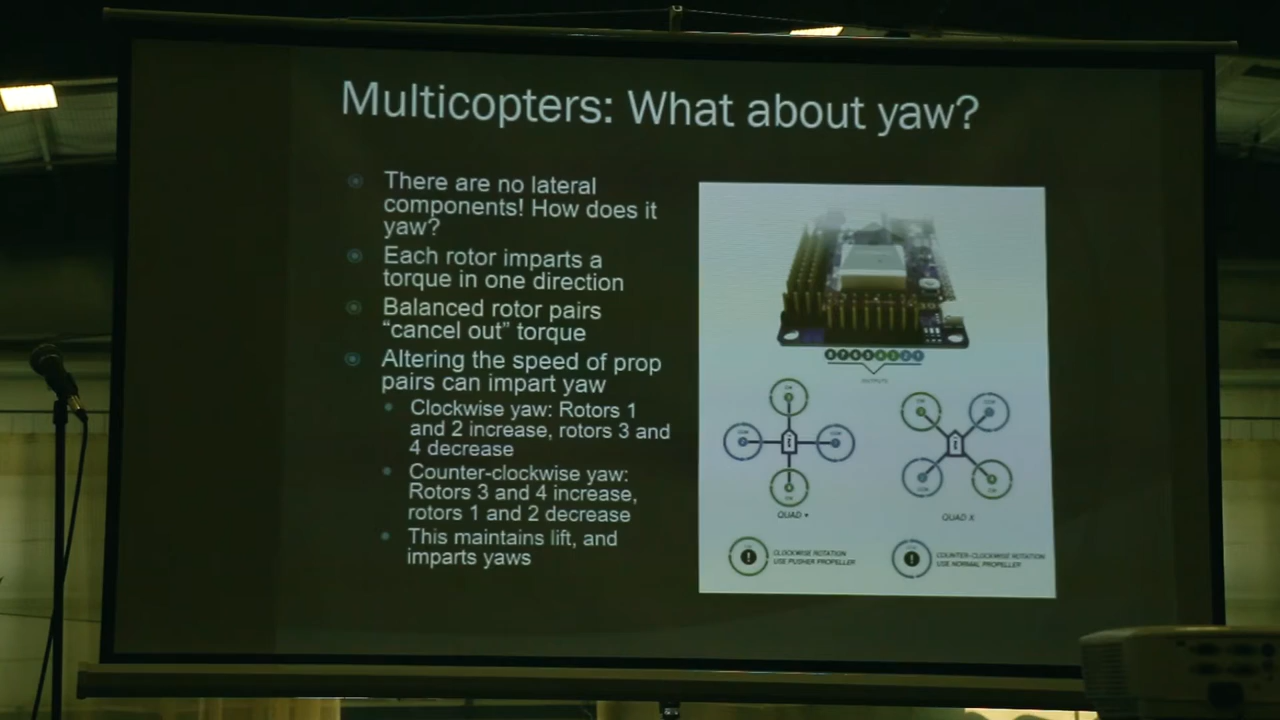 Multicopters: What about yaw?
There are no lateral
components! How does it
yaw?
Each rotor imparts a
torque in one direction
Balanced rotor pairs
“cancel out” torque
Altering the speed of prop
pairs can impart yaw
Clockwise yaw: Rotors 1
and 2 increase, rotors 3 and
4 decrease
Counter-clockwise yaw:
Rotors 3 and 4 increase,
rotors 1 and 2 decrease
This maintains lift, and
imparts yaws
OUTPUTS
QUAD +
QUAD X
CLOCKWISE ROTATION
USE PUSHER PROPELLER
COUNTER-CLOCKWISE ROTATION
USE NORMAL PROPELLER